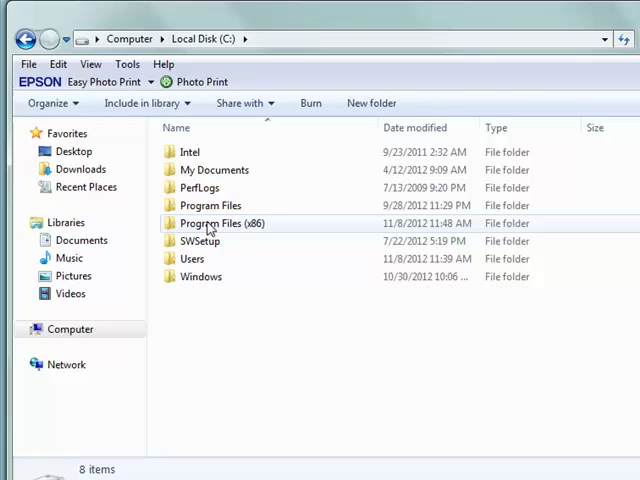 Computer Local Disk (C:)
File Edit View Tools Help
EPSON Easy Photo Print Photo Print
Organize Include in library Share with Burn New folder
Favorites
Desktop
Downloads
Recent Places
Libraries
Documents
Music
Pictures
Videos
Computer
Network
Name Date modified Type Size
Intel 9/23/2011 2:32 AM File folder
My Documents 4/12/2012 9:09 AM File folder
PerfLogs 7/13/2009 9:20 PM File folder
Program Files 9/28/2012 11:29 PM File folder
Program Files (x86) 11/8/2012 11:48 AM File folder
SWSetup 7/22/2012 5:19 PM File folder
Users 11/8/2012 11:39 AM File folder
Windows 10/30/2012 10:06 ... File folder
8 items